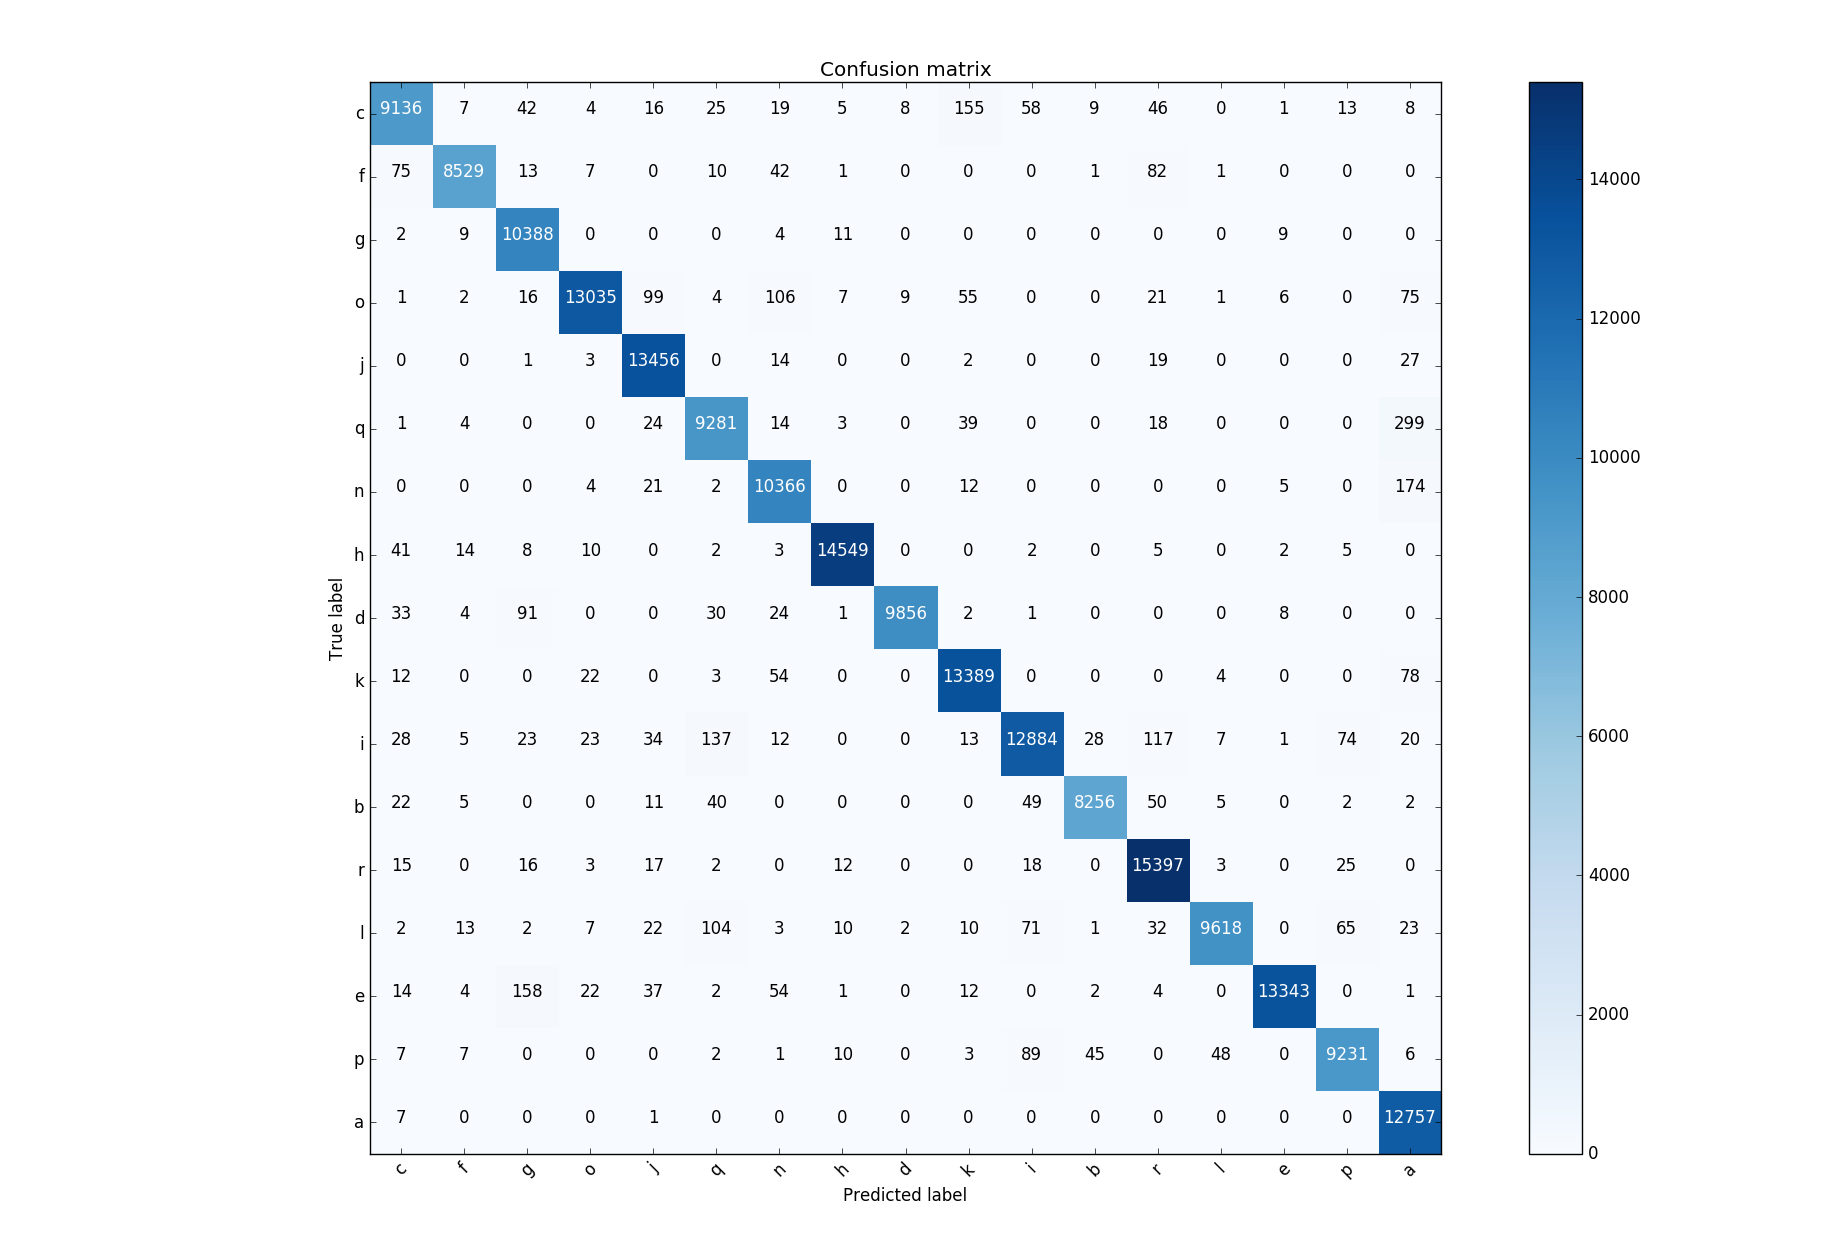 Confusion matrix
c 9136 7 42 4 16 25 19 5 8 155 58 9 46 0 1 13 8
f 75 8529 13 7 0 10 42 1 0 0 0 1 82 1 0 0 0
g 2 9 10388 0 0 0 4 11 0 0 0 0 0 0 9 0 0
o 1 2 16 13035 99 4 106 7 9 55 0 0 21 1 6 0 75
j 0 0 1 3 13456 0 14 0 0 2 0 0 19 0 0 0 27
q 1 4 0 0 24 9281 14 3 0 39 0 0 18 0 0 0 299
n 0 0 0 4 21 2 10366 0 0 12 0 0 0 0 5 0 174
h 41 14 8 10 0 2 3 14549 0 0 2 0 5 0 2 5 0
d 33 4 91 0 0 30 24 1 9856 2 1 0 0 0 8 0 0
k 12 0 0 22 0 3 54 0 0 13389 0 0 0 4 0 0 78
i 28 5 23 23 34 137 12 0 0 13 12884 28 117 7 1 74 20
b 22 5 0 0 11 40 0 0 0 0 49 8256 50 5 0 2 2
r 15 0 16 3 17 2 0 12 0 0 18 0 15397 3 0 25 0
l 2 13 2 7 22 104 3 10 2 10 71 1 32 9618 0 65 23
e 14 4 158 22 37 2 54 1 0 12 0 2 4 0 13343 0 1
p 7 7 0 0 0 2 1 10 0 3 89 45 0 48 0 9231 6
a 7 0 0 0 1 0 0 0 0 0 0 0 0 0 0 0 12757
c f g o j q n h d k i b r l e p a
True label
Predicted label
14000
12000
10000
8000
6000
4000
2000
0